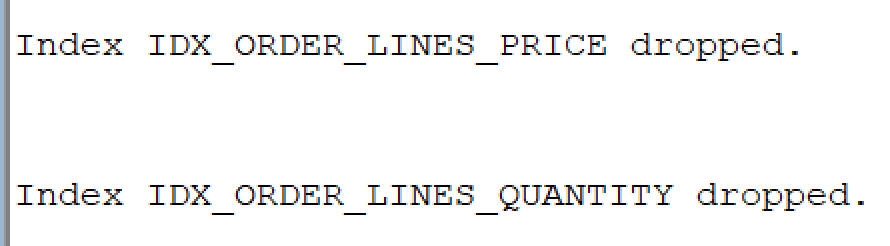 Index IDX_ORDER_LINES_PRICE dropped.
Index IDX_ORDER_LINES_QUANTITY dropped.